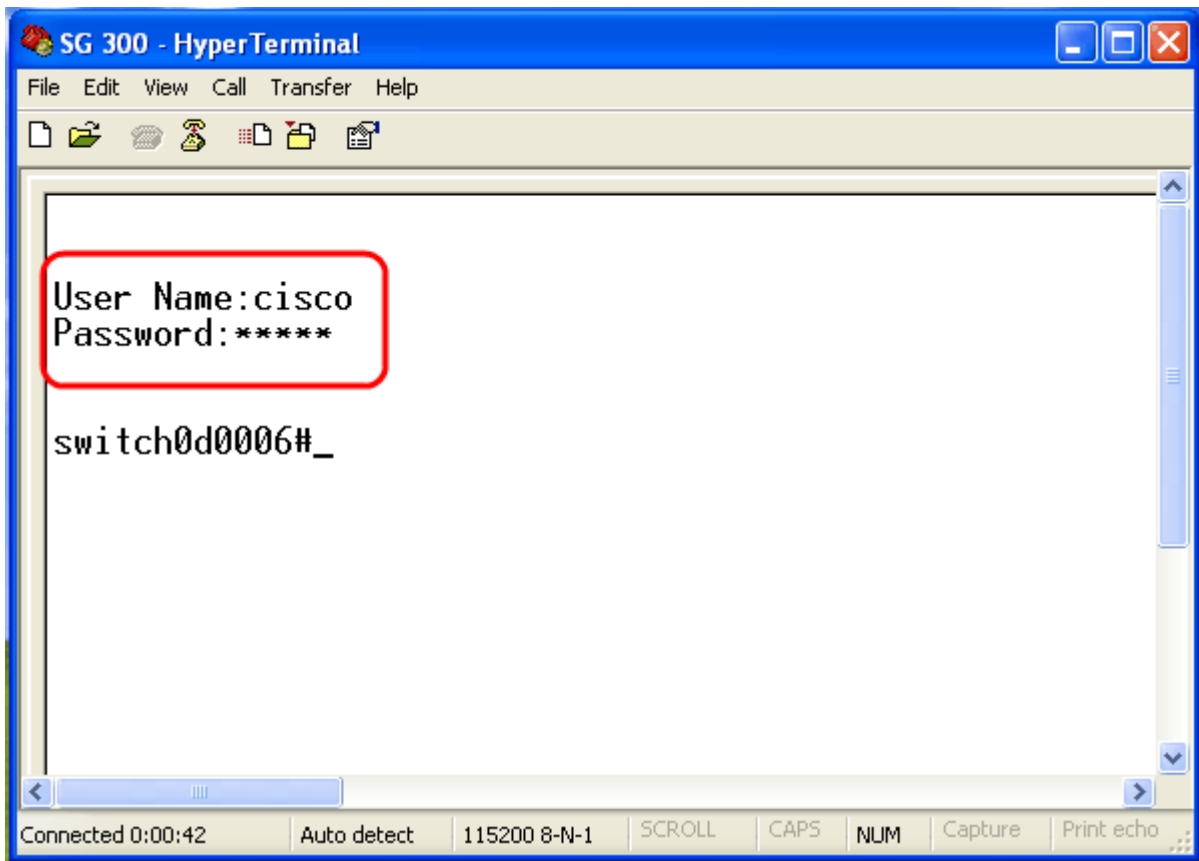 SG 300 - HyperTerminal
File Edit View Call Transfer Help
User Name:cisco
Password:*****
switch0d0006#_
Connected 0:00:42 Auto detect 115200 8-N-1 SCROLL CAPS NUM Capture Print echo